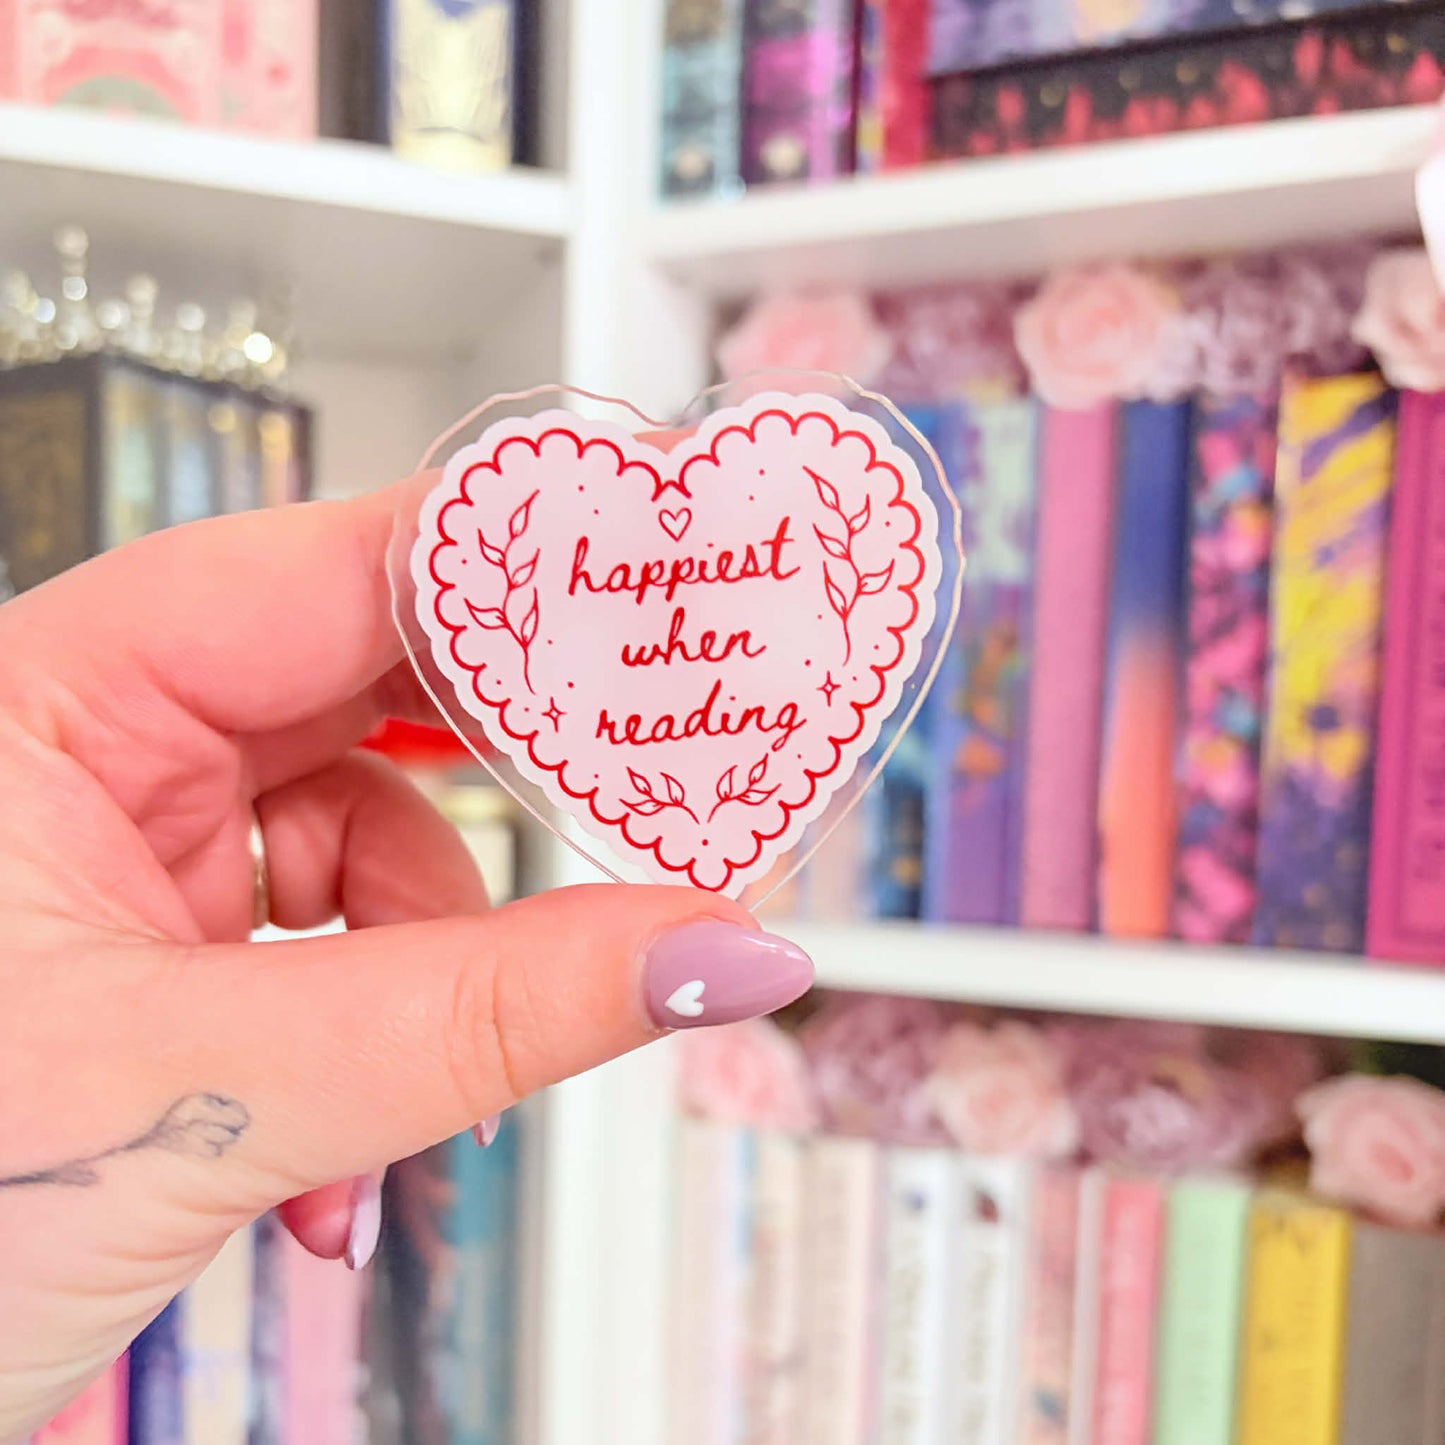 happiest
when
reading